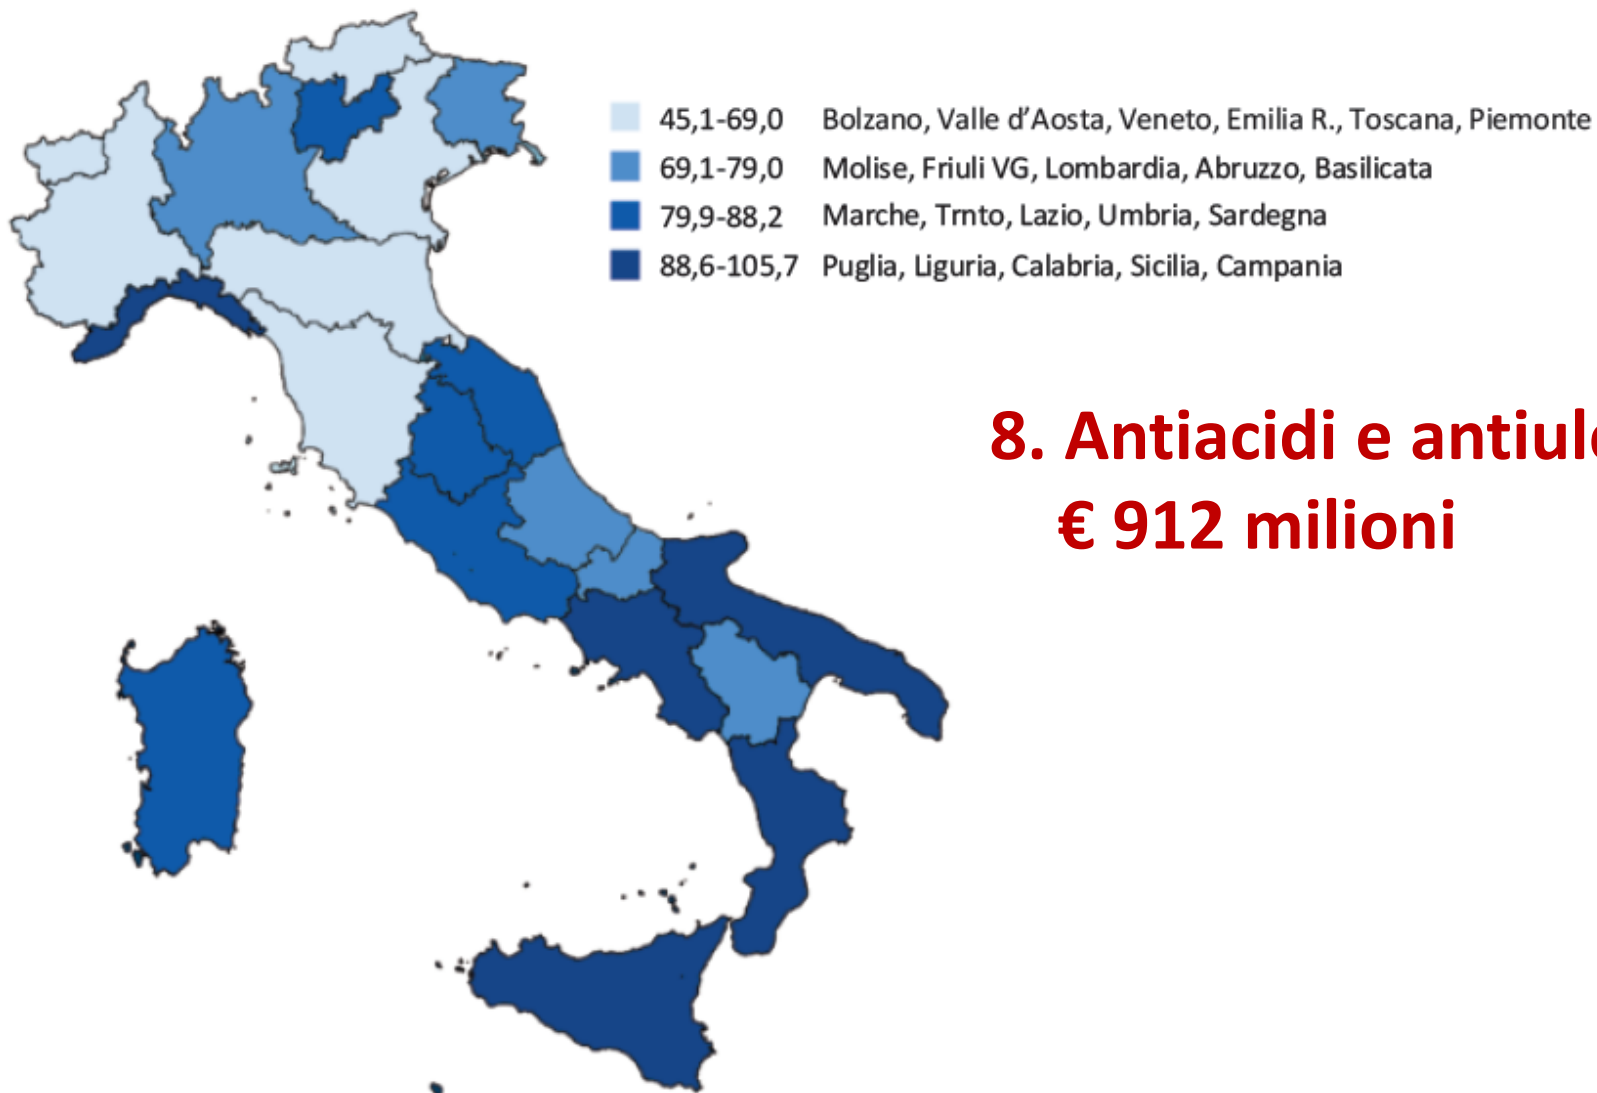 45,1-69,0 Bolzano, Valle d’Aosta, Veneto, Emilia R., Toscana, Piemonte
69,1-79,0 Molise, Friuli VG, Lombardia, Abruzzo, Basilicata
79,9-88,2 Marche, Trnto, Lazio, Umbria, Sardegna
88,6-105,7 Puglia, Liguria, Calabria, Sicilia, Campania
8. Antiacidi e
€ 912 milioni